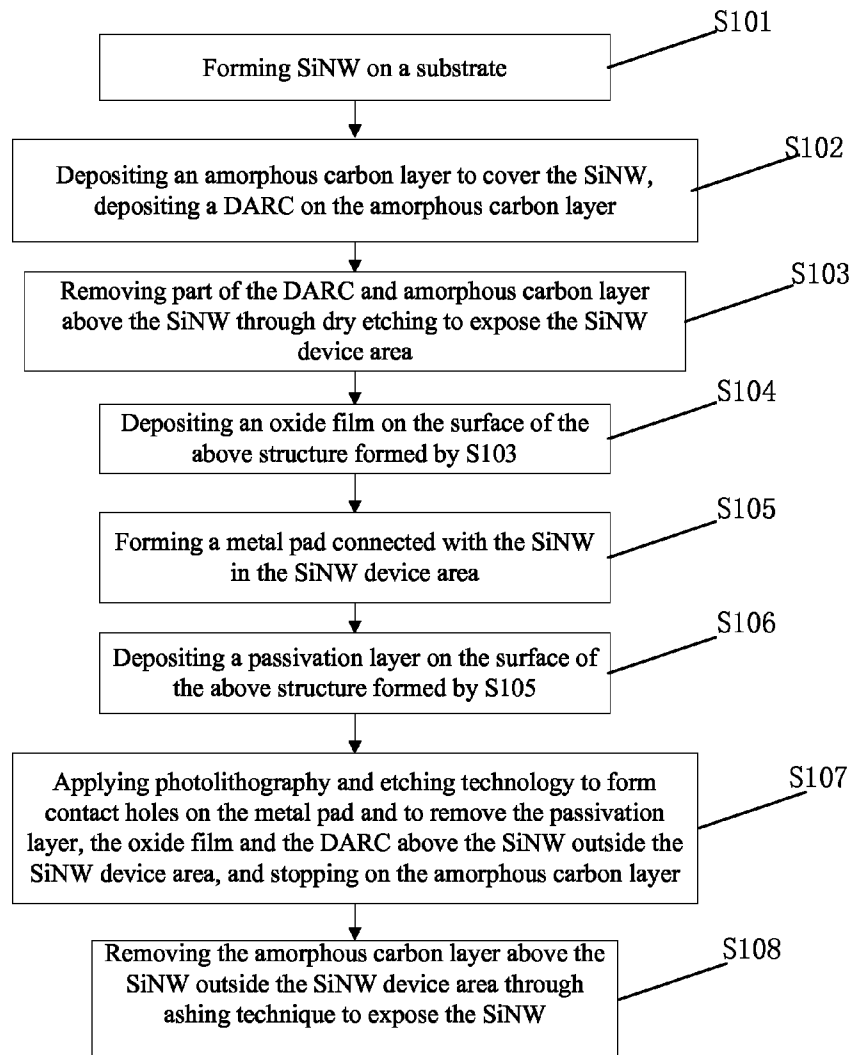 S101
Forming SiNW on a substrate
S102
Depositing an amorphous carbon layer to cover the SiNW,
depositing a DARC on the amorphous carbon layer
S103
Removing part of the DARC and amorphous carbon layer
above the SiNW through dry etching to expose the SiNW
device area
S104
Depositing an oxide film on the surface of the
above structure formed by S103
S105
Forming a metal pad connected with the SiNW
in the SiNW device area
S106
Depositing a passivation layer on the surface of
the above structure formed by S105
S107
Applying photolithography and etching technology to form
contact holes on the metal pad and to remove the passivation
layer, the oxide film and the DARC above the SiNW outside the
SiNW device area, and stopping on the amorphous carbon layer
S108
Removing the amorphous carbon layer above the
SiNW outside the SiNW device area through
ashing technique to expose the SiNW